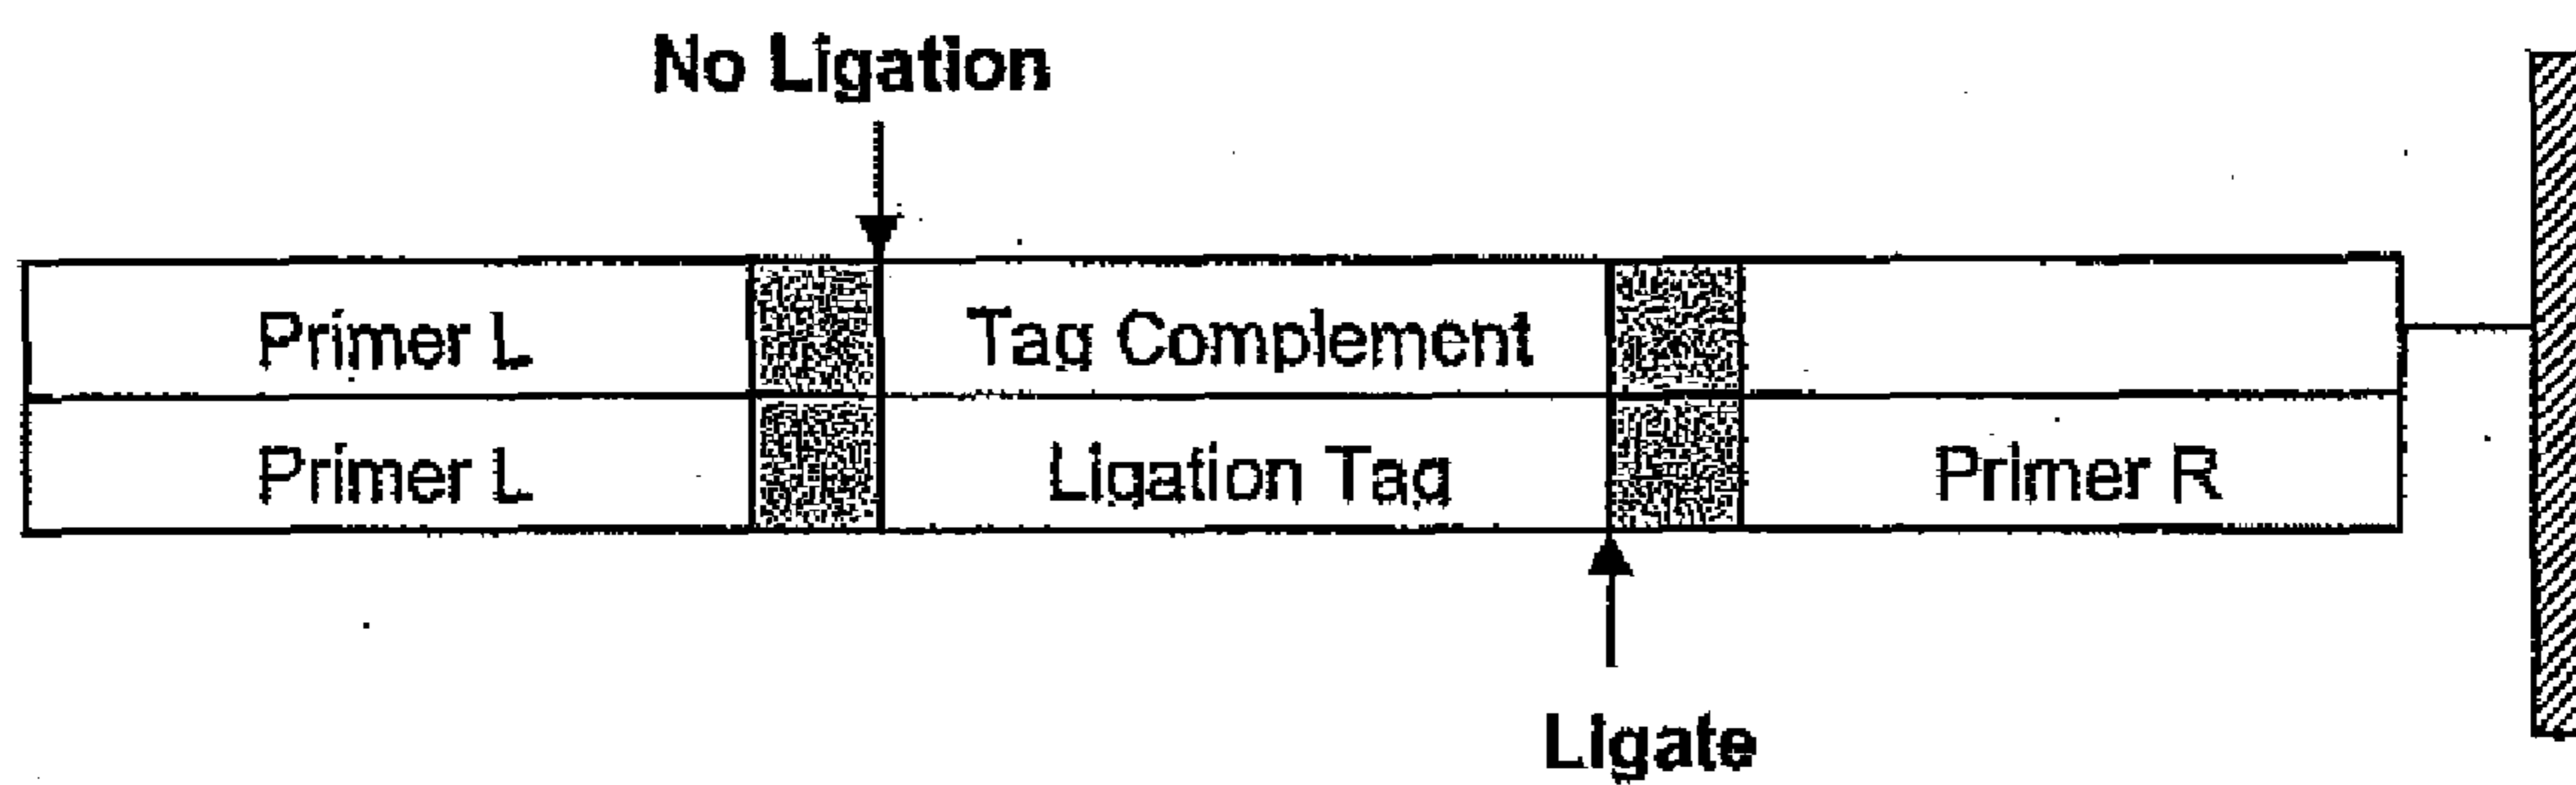 No Ligation
Primer L Tag Complement
Primer L Ligation Tag Primer R
Ligate